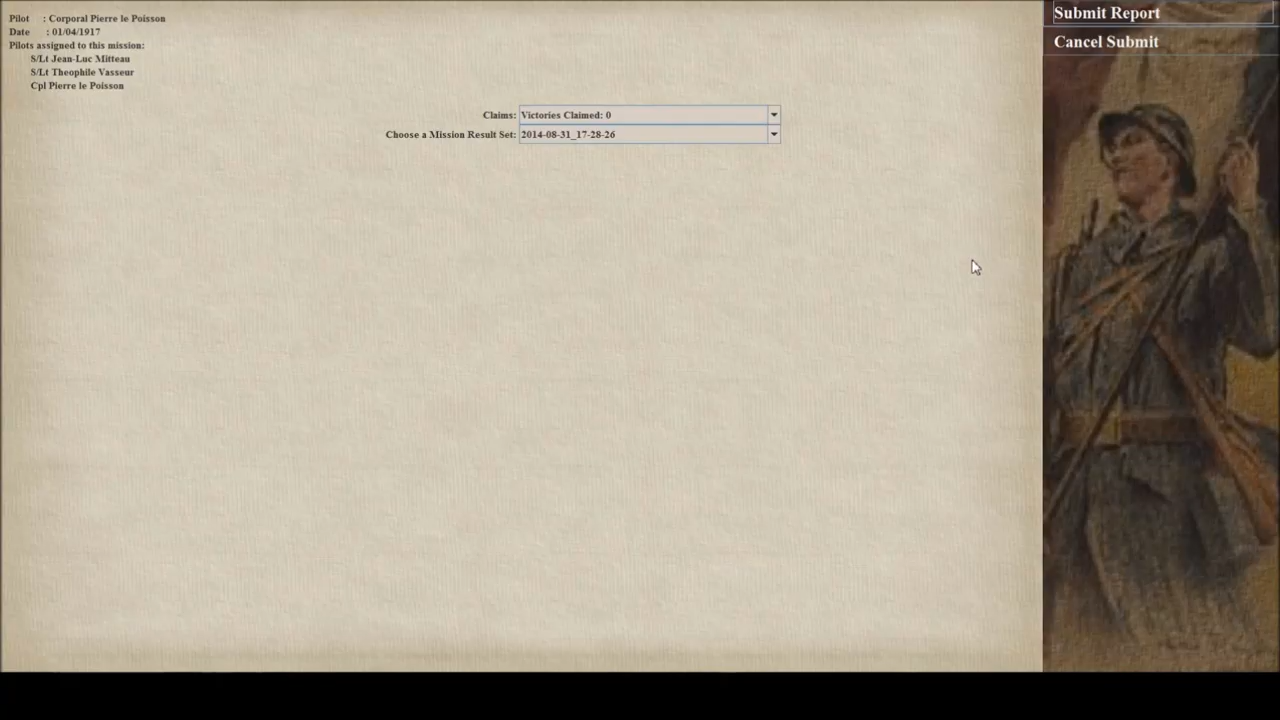 Pilot : Corporal Pierre le Poisson
Date : 01/04/1917
Pilots assigned to this mission:
S/Lt Jean-Luc Mitteau
S/Lt Theophile Vasseur
Cpl Pierre le Poisson
Claims: Victories Claimed: 0
Choose a Mission Result Set: 2014-08-31_17-28-26
Submit Report
Cancel Submit